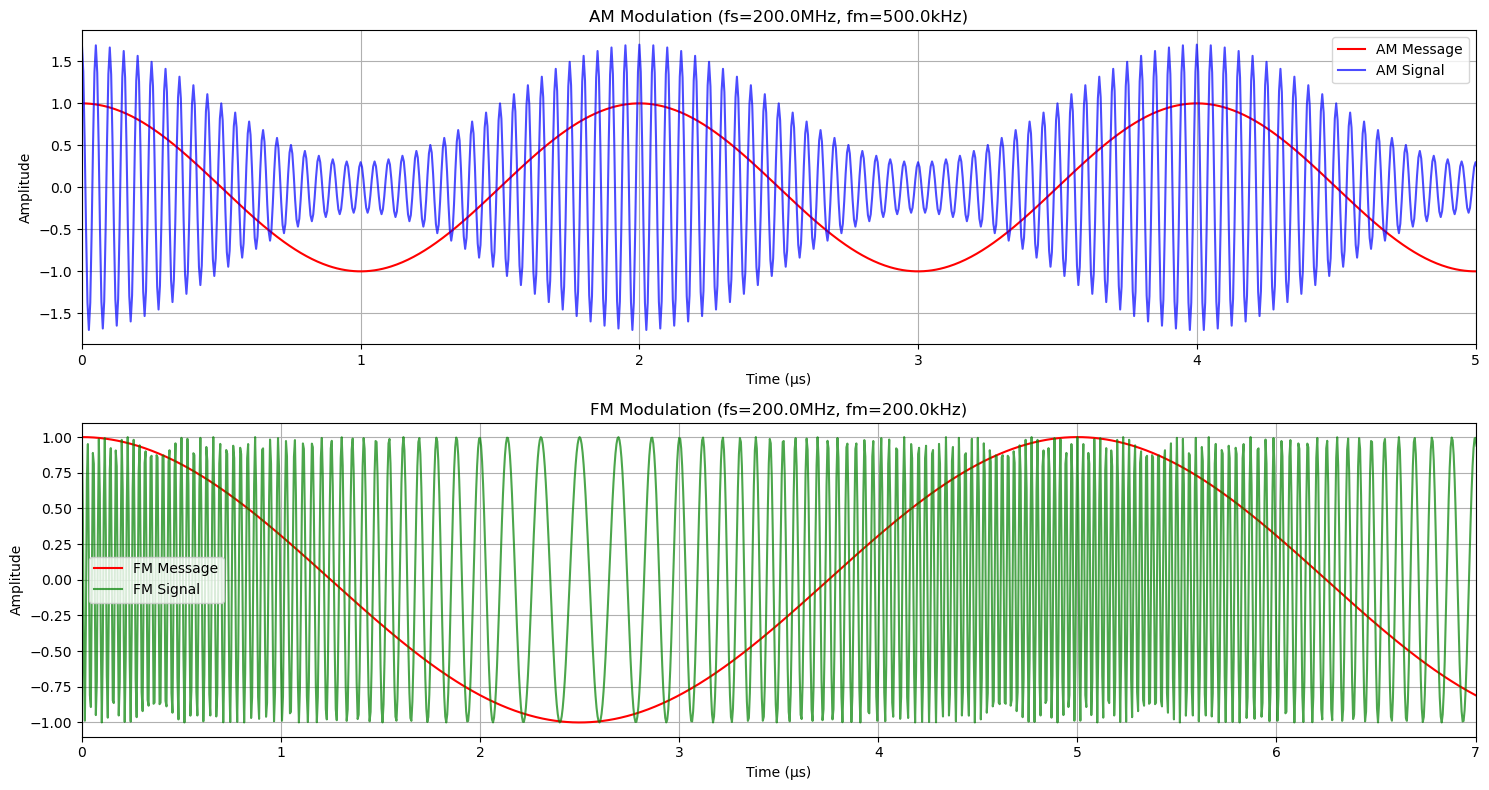 AM Modulation (fs=200.0MHz, fm=500.0kHz)
AM Message
AM Signal
1.5
1.0
0.5
0.0
−0.5
−1.0
−1.5
Amplitude
0 1 2 3 4 5
Time (µs)
FM Modulation (fs=200.0MHz, fm=200.0kHz)
1.00
0.75
0.50
0.25
0.00
−0.25
−0.50
−0.75
−1.00
Amplitude
FM Message
FM Signal
0 1 2 3 4 5 6 7
Time (µs)